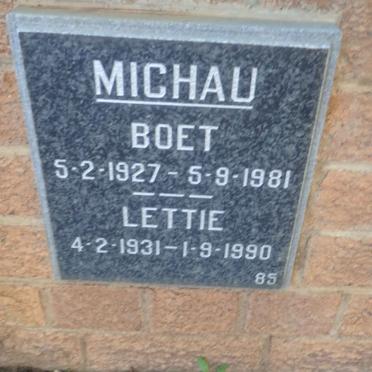 MICHAU
BOET
5-2-1927 - 5-9-1981
LETTIE
4-2-1931-1-9-1990
85